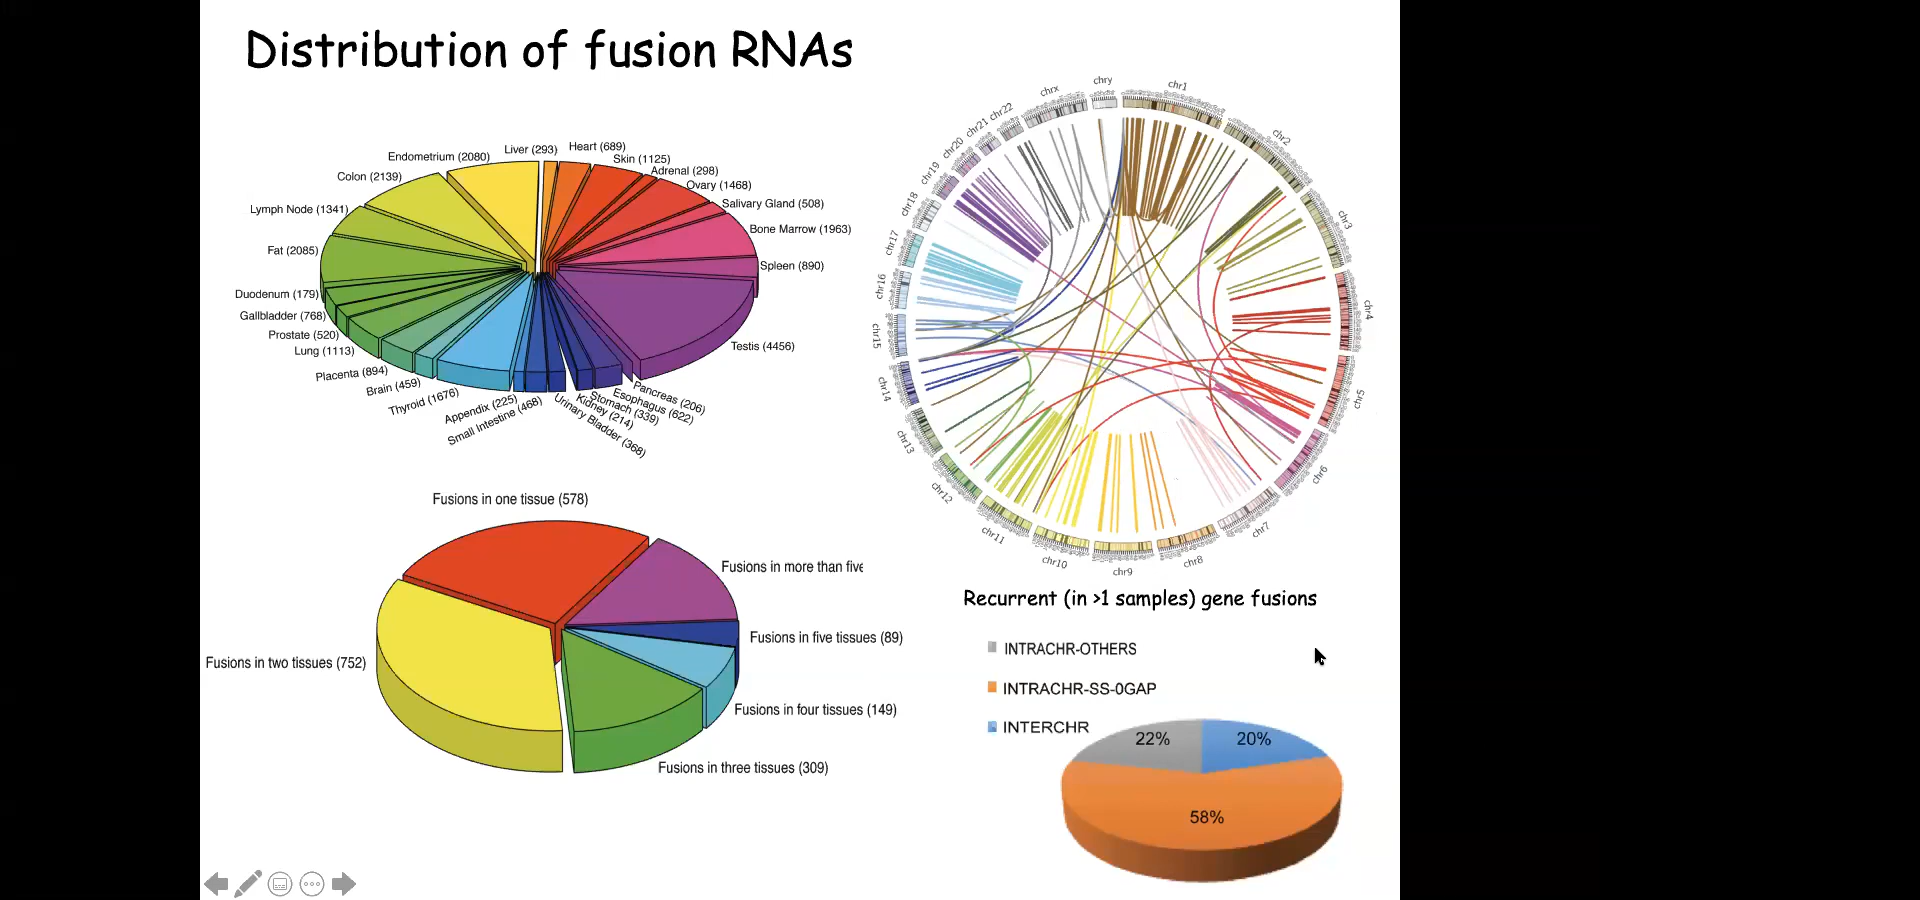 Distribution of fusion RNAs
Liver (293)
Heart (689)
Skin (1125)
Adrenal (298)
Ovary (1468)
Salivary Gland (508)
Bone Marrow (1963)
Spleen (890)
Testis (4456)
Pancreas (206)
Esophagus (622)
Stomach (339)
Kidney (214)
Urinary Bladder (368)
Small Intestine (468)
Appendix (225)
Thyroid (1676)
Brain (459)
Placenta (894)
Lung (1113)
Prostate (520)
Gallbladder (768)
Duodenum (179)
Fat (2085)
Lymph Node (1341)
Colon (2139)
Endometrium (2080)
chr1
chr2
chr3
chr4
chr5
chr6
chr7
chr8
chr9
chr10
chr11
chr12
chr13
chr14
chr15
chr16
chr17
chr18
chr19
chr20
chr21
chr22
chrx
chry
Fusions in one tissue (578)
Fusions in more than five
Fusions in five tissues (89)
Fusions in four tissues (149)
Fusions in three tissues (309)
Fusions in two tissues (752)
Recurrent (in >1 samples) gene fusions
INTRACHR-OTHERS
INTRACHR-SS-0GAP
INTERCHR
22%
20%
58%